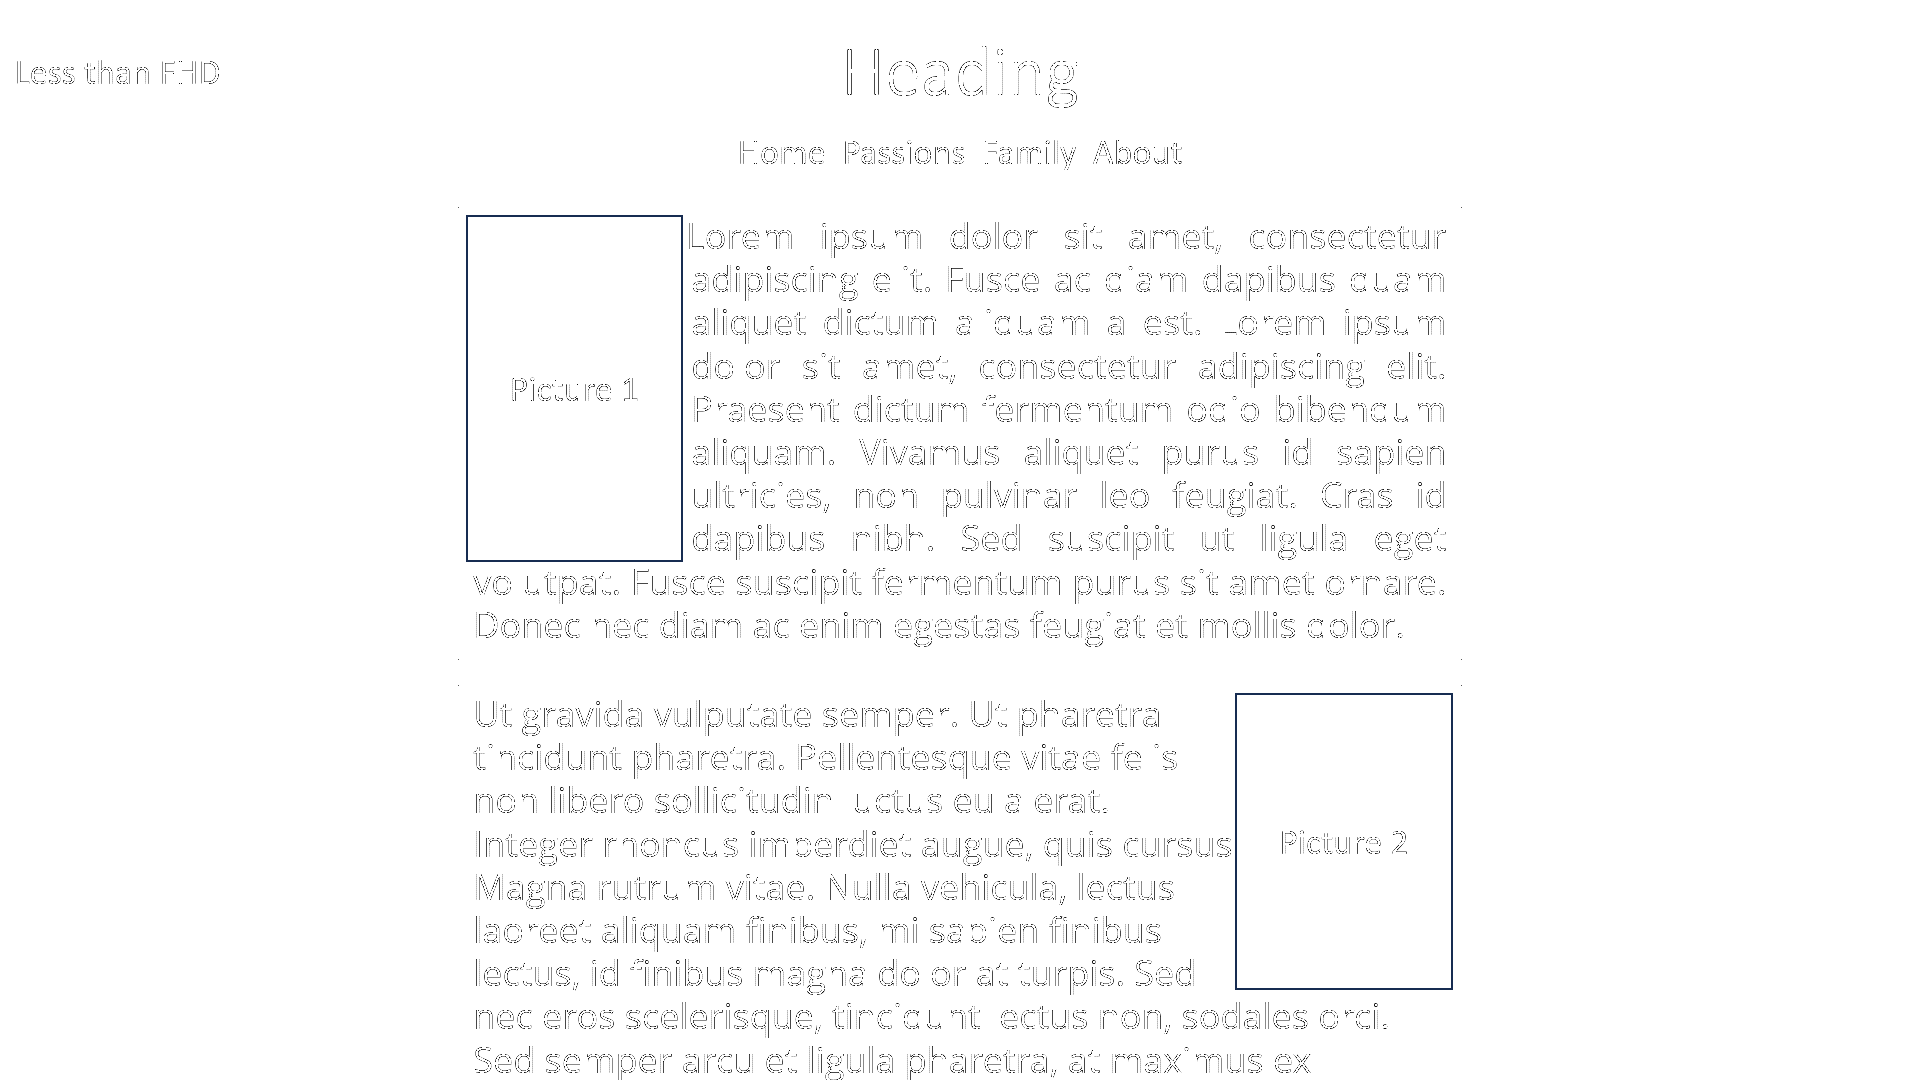 Less than FHD
Heading
Home Passions Family About
Picture 1
Lorem ipsum dolor sit amet, consectetur
adipiscing elit. Fusce ac diam dapibus quam
aliquet dictum aliquam a est. Lorem ipsum
dolor sit amet, consectetur adipiscing elit.
Praesent dictum fermentum odio bibendum
aliquam. Vivamus aliquet purus id sapien
ultricies, non pulvinar leo feugiat. Cras id
dapibus nibh. Sed suscipit ut ligula eget
volutpat. Fusce suscipit fermentum purus sit amet ornare.
Donec nec diam ac enim egestas feugiat et mollis dolor.
Ut gravida vulputate semper. Ut pharetra
tincidunt pharetra. Pellentesque vitae felis
non libero sollicitudin luctus eu a erat.
Integer rhoncus imperdiet augue, quis cursus
Magna rutrum vitae. Nulla vehicula, lectus
laoreet aliquam finibus, mi sapien finibus
lectus, id finibus magna dolor at turpis. Sed
nec eros scelerisque, tincidunt lectus non, sodales orci.
Sed semper arcu et ligula pharetra, at maximus ex
Picture 2